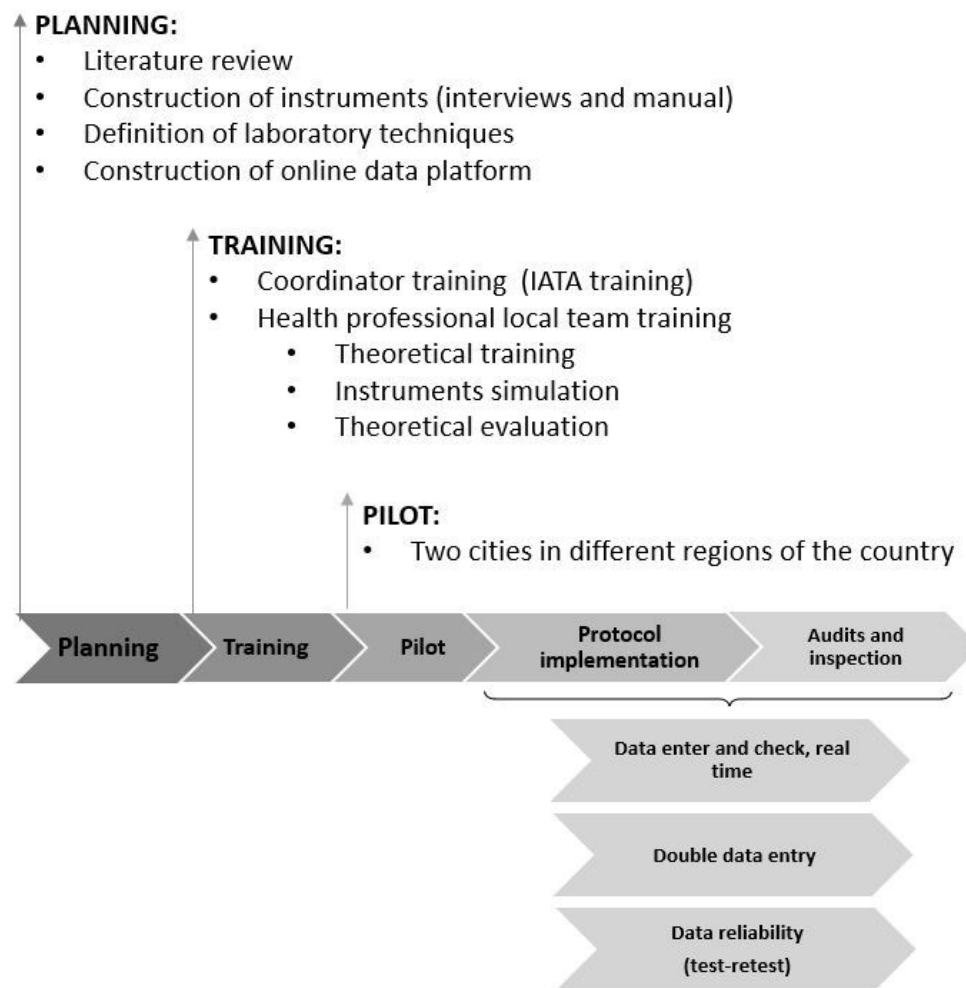 PLANNING:
• Literature review
• Construction of instruments (interviews and manual)
• Definition of laboratory techniques
• Construction of online data platform
TRAINING:
• Coordinator training (IATA training)
• Health professional local team training
• Theoretical training
• Instruments simulation
• Theoretical evaluation
PILOT:
• Two cities in different regions of the country
Planning
Training
Pilot
Protocol
implementation
Audits and
inspection
Data enter and check, real
time
Double data entry
Data reliability
(test-retest)